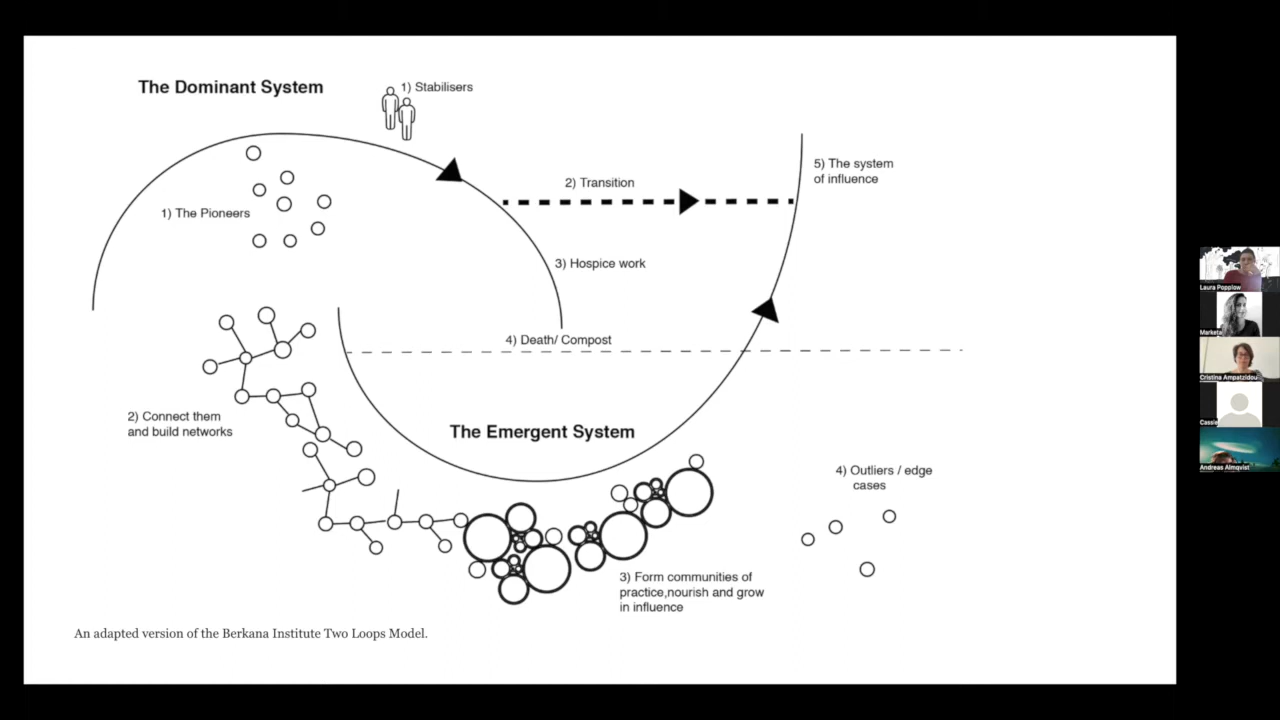 The Dominant System
1) Stabilisers
5) The system
of influence
2) Transition
1) The Pioneers
3) Hospice work
4) Death/ Compost
2) Connect them
and build networks
The Emergent System
4) Outliers / edge
cases
3) Form communities of
practice,nourish and grow
in influence
An adapted version of the Berkana Institute Two Loops Model.
Laura Popplow
Marketa
Cristina Ampatzidou
Cassie
Andreas Almqvist